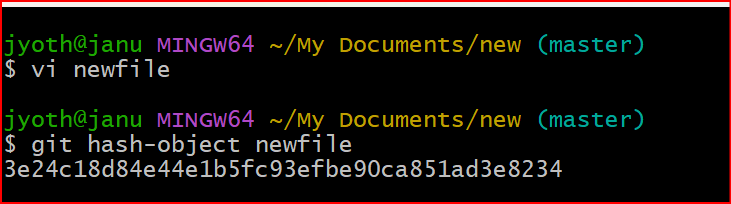 jyoth@janu MINGW64 ~/My Documents/new (master)
$ vi newfile
jyoth@janu MINGW64 ~/My Documents/new (master)
$ git hash-object newfile
3e24c18d84e44e1b5fc93efbe90ca851ad3e8234